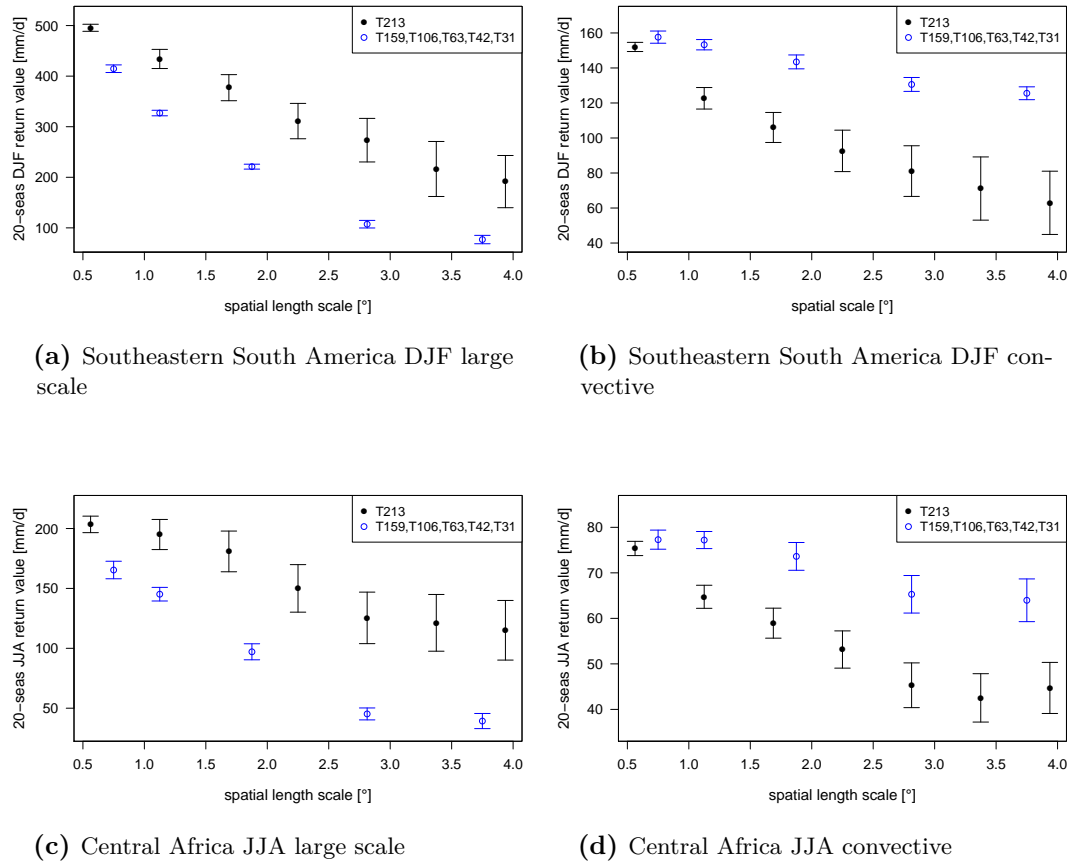 20−seas DJF return value [mm/d]
500
400
300
200
100
T213
T159,T106,T63,T42,T31
0.5 1.0 1.5 2.0 2.5 3.0 3.5 4.0
spatial length scale [°]
(a) Southeastern South America DJF large
scale
20−seas DJF return value [mm/d]
160
140
120
100
80
60
40
T213
T159,T106,T63,T42,T31
0.5 1.0 1.5 2.0 2.5 3.0 3.5 4.0
spatial scale [°]
(b) Southeastern South America DJF con-
vective
20−seas JJA return value [mm/d]
200
150
100
50
T213
T159,T106,T63,T42,T31
0.5 1.0 1.5 2.0 2.5 3.0 3.5 4.0
spatial length scale [°]
(c) Central Africa JJA large scale
20−seas JJA return value [mm/d]
80
70
60
50
40
T213
T159,T106,T63,T42,T31
0.5 1.0 1.5 2.0 2.5 3.0 3.5 4.0
spatial length scale [°]
(d) Central Africa JJA convective